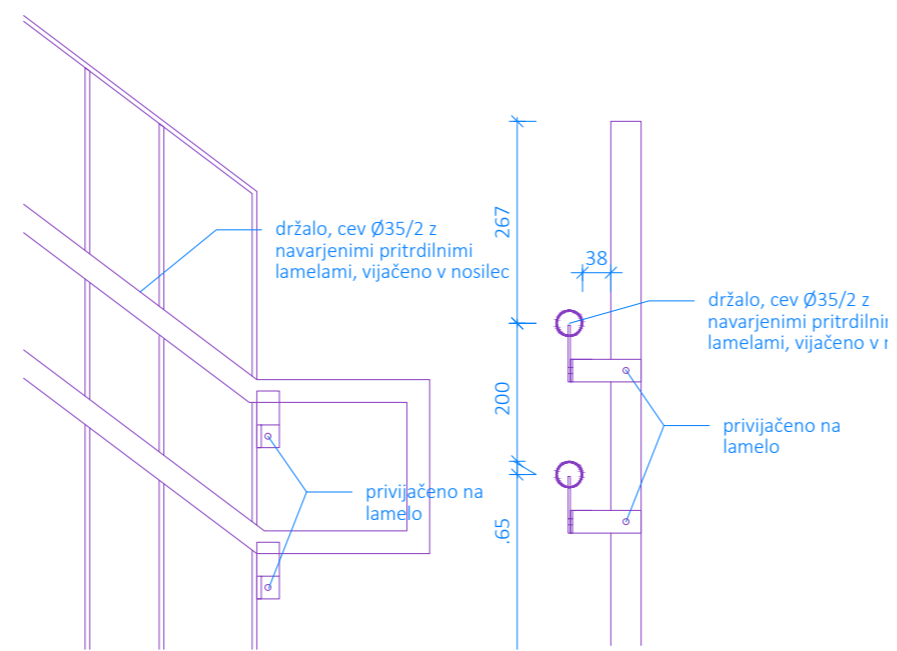 držalo, cev Ø35/2 z
navarjenimi pritrdilnimi
lamelami, vijačeno v nosilec
privijačeno na
lamelo
267
38
200
.65
držalo, cev Ø35/2 z
navarjenimi pritrdilni
lamelami, vijačeno v
privijačeno na
lamelo